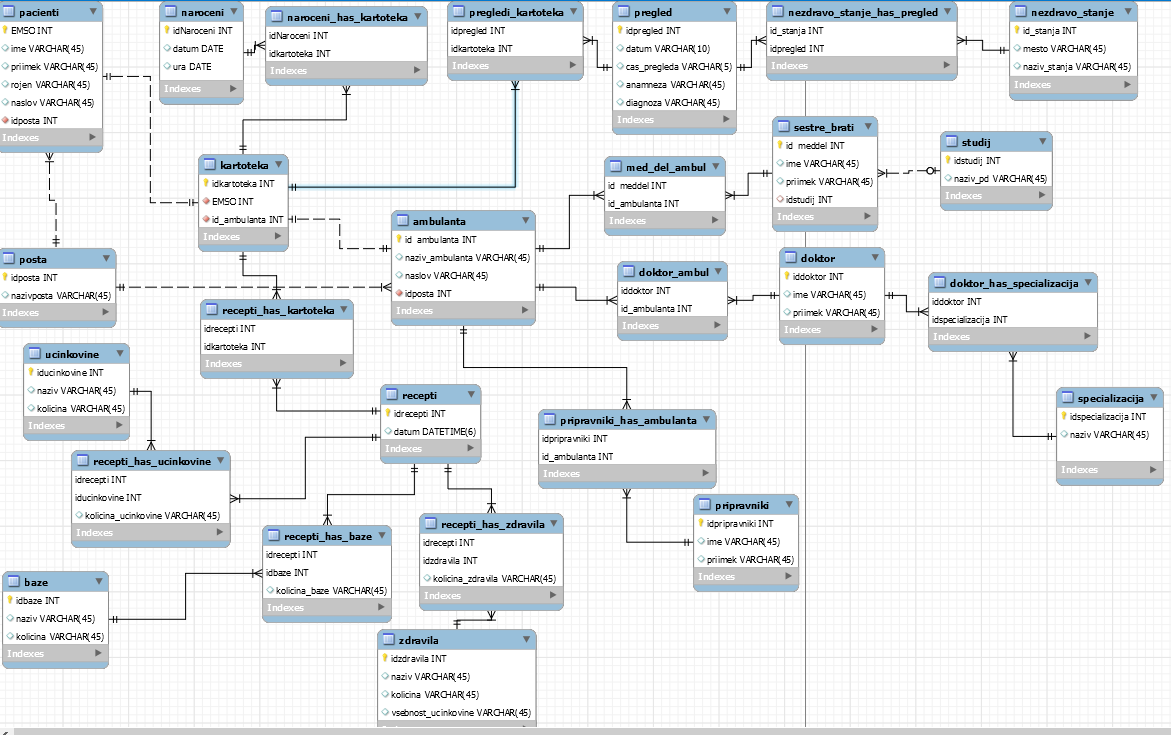 pacienti
EMSO INT
ime VARCHAR(45)
priimek VARCHAR(45)
rojen VARCHAR(45)
naslov VARCHAR(45)
idposta INT
Indexes
naroceni
idNaroceni INT
datum DATE
ura DATE
Indexes
naroceni_has_kartoteka
idNaroceni INT
idkartoteka INT
Indexes
pregledi_kartoteka
idpregled INT
idkartoteka INT
Indexes
pregled
idpregled INT
datum VARCHAR(10)
cas_pregleda VARCHAR(5)
anamneza VARCHAR(45)
diagnoza VARCHAR(45)
Indexes
nezdravo_stanje_has_pregled
id_stanja INT
idpregled INT
Indexes
nezdravo_stanje
id_stanja INT
mesto VARCHAR(45)
naziv_stanja VARCHAR(45)
Indexes
sestre_brati
id_meddel INT
ime VARCHAR(45)
priimek VARCHAR(45)
idstudij INT
Indexes
studij
idstudij INT
naziv_pd VARCHAR(45)
Indexes
kartoteka
idkartoteka INT
EMSO INT
id_ambulanta INT
Indexes
med_del_ambul
id_meddel INT
id_ambulanta INT
Indexes
ambulanta
id_ambulanta INT
naziv_ambulanta VARCHAR(45)
naslov VARCHAR(45)
idposta INT
Indexes
posta
idposta INT
nazivposta VARCHAR(45)
Indexes
doktor_ambul
iddoktor INT
id_ambulanta INT
Indexes
doktor
iddoktor INT
ime VARCHAR(45)
priimek VARCHAR(45)
Indexes
doktor_has_specializacija
iddoktor INT
idspecializacija INT
Indexes
recepti_has_kartoteka
idrecepti INT
idkartoteka INT
Indexes
ucinkovine
iducinkovine INT
naziv VARCHAR(45)
kolicina VARCHAR(45)
Indexes
recepti
idrecepti INT
datum DATETIME(6)
Indexes
pripravniki_has_ambulanta
idpripravniki INT
id_ambulanta INT
Indexes
specializacija
idspecializacija INT
naziv VARCHAR(45)
Indexes
recepti_has_ucinkovine
idrecepti INT
iducinkovine INT
kolicina_ucinkovine VARCHAR(45)
Indexes
pripravniki
idpripravniki INT
ime VARCHAR(45)
priimek VARCHAR(45)
Indexes
recepti_has_baze
idrecepti INT
idbaze INT
kolicina_baze VARCHAR(45)
Indexes
recepti_has_zdravila
idrecepti INT
idzdravila INT
kolicina_zdravila VARCHAR(45)
Indexes
baze
idbaze INT
naziv VARCHAR(45)
kolicina VARCHAR(45)
Indexes
zdravila
idzdravila INT
naziv VARCHAR(45)
kolicina VARCHAR(45)
vsebnost_ucinkovine VARCHAR(45)